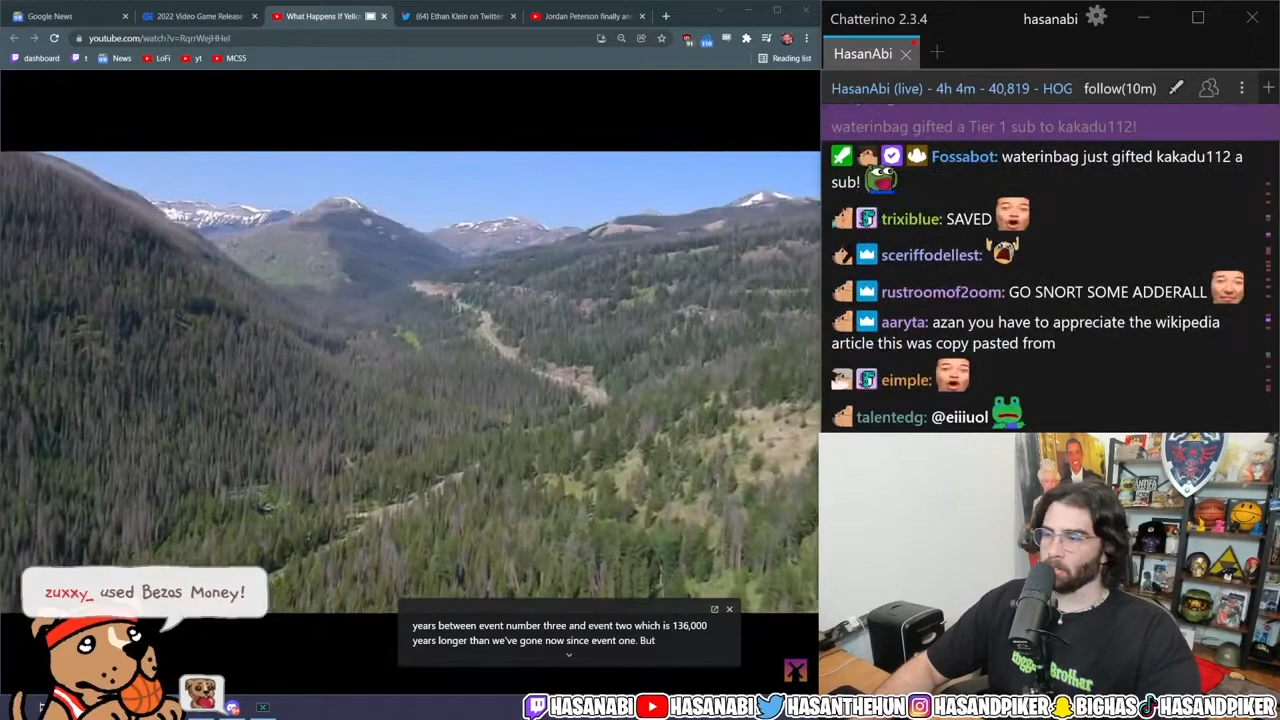 Google News
2022 Video Game Release
What Happens If Yello
(64) Ethan Klein on Twitter
Jordan Peterson finally an
youtube.com/watch?v=RqrrWejHHeI
91
110
dashboard
t
News
LoFi
yt
MCSS
Reading list
Chatterino 2.3.4
hasanabi
HasanAbi
HasanAbi (live) - 4h 4m - 40,819 - HOG
follow(10m)
waterinbag gifted a Tier 1 sub to kakadu112!
Fossabot: waterinbag just gifted kakadu112 a
sub!
trixiblue: SAVED
sceriffodellest:
rustroomof2oom: GO SNORT SOME ADDERALL
aaryta: azan you have to appreciate the wikipedia
article this was copy pasted from
eimple:
talentedg: @eiiiuol
zuxxy_ used Bezos Money!
years between event number three and event two which is 136,000
years longer than we've gone now since event one. But
Brother
HASANABI
HASANABI
HASANTHEHUN
HASANDPIKER
BIGHAS
HASANDPIKER